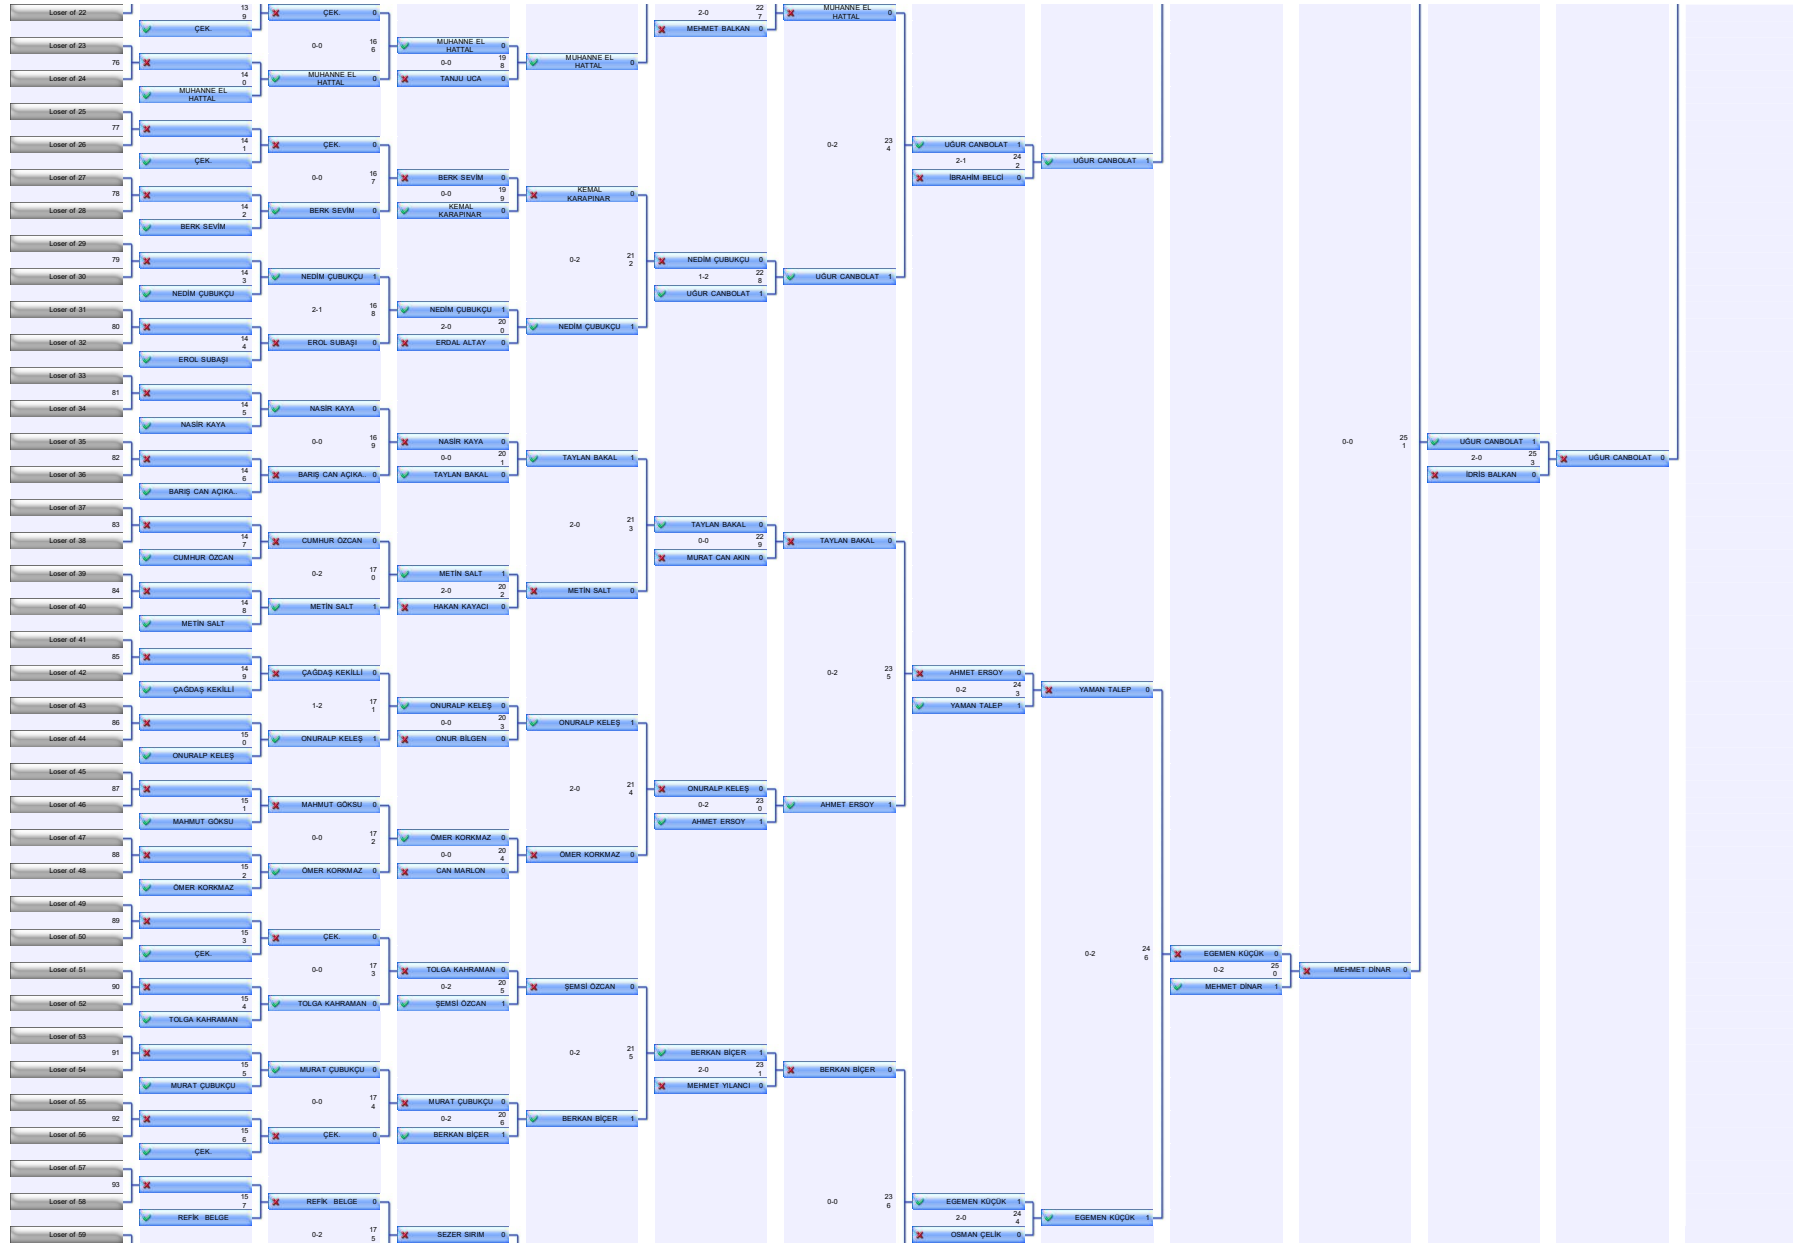 Loser of 22
Loser of 23
76
Loser of 24
Loser of 25
77
Loser of 26
Loser of 27
78
Loser of 28
Loser of 29
79
Loser of 30
Loser of 31
80
Loser of 32
Loser of 33
81
Loser of 34
Loser of 35
82
Loser of 36
Loser of 37
83
Loser of 38
Loser of 39
84
Loser of 40
Loser of 41
85
Loser of 42
Loser of 43
86
Loser of 44
Loser of 45
87
Loser of 46
Loser of 47
88
Loser of 48
Loser of 49
89
Loser of 50
Loser of 51
90
Loser of 52
Loser of 53
91
Loser of 54
Loser of 55
92
Loser of 56
Loser of 57
93
Loser of 58
Loser of 59
13
9
ÇEK.
14
0
MUHANNE EL
HATTAL
14
1
ÇEK.
14
2
BERK SEVİM
14
3
NEDİM ÇUBUKÇU
14
4
EROL SUBAŞI
14
5
NASİR KAYA
14
6
BARIŞ CAN AÇIKA..
14
7
CUMHUR ÖZCAN
14
8
METİN SALT
14
9
ÇAĞDAŞ KEKİLLİ
15
0
ONURALP KELEŞ
15
1
MAHMUT GÖKSU
15
2
ÖMER KORKMAZ
15
3
ÇEK.
15
4
TOLGA KAHRAMAN
15
5
MURAT ÇUBUKÇU
15
6
ÇEK.
15
7
REFİK BELGE
ÇEK. 0
0-0
16
6
MUHANNE EL
HATTAL 0
ÇEK. 0
0-0
16
7
BERK SEVİM 0
NEDİM ÇUBUKÇU 1
2-1
16
8
EROL SUBAŞI 0
NASİR KAYA 0
0-0
16
9
BARIŞ CAN AÇIKA.. 0
CUMHUR ÖZCAN 0
0-2
17
0
METİN SALT 1
ÇAĞDAŞ KEKİLLİ 0
1-2
17
1
ONURALP KELEŞ 1
MAHMUT GÖKSU 0
0-0
17
2
ÖMER KORKMAZ 0
ÇEK. 0
0-0
17
3
TOLGA KAHRAMAN 0
MURAT ÇUBUKÇU 0
0-0
17
4
ÇEK. 0
REFİK BELGE 0
0-2
17
5
MUHANNE EL
HATTAL 0
0-0
19
8
TANJU UCA 0
BERK SEVİM 0
0-0
19
9
KEMAL
KARAPINAR 0
NEDİM ÇUBUKÇU 1
2-0
20
0
ERDAL ALTAY 0
NASİR KAYA 0
0-0
20
1
TAYLAN BAKAL 0
METİN SALT 1
2-0
20
2
HAKAN KAYACI 0
ONURALP KELEŞ 0
0-0
20
3
ONUR BİLGEN 0
ÖMER KORKMAZ 0
0-0
20
4
CAN MARLON 0
TOLGA KAHRAMAN 0
0-2
20
5
ŞEMSİ ÖZCAN 1
MURAT ÇUBUKÇU 0
0-2
20
6
BERKAN BİÇER 1
SEZER SIRIM 0
MUHANNE EL
HATTAL 0
KEMAL
KARAPINAR 0
0-2
21
2
NEDİM ÇUBUKÇU 1
TAYLAN BAKAL 1
2-0
21
3
METİN SALT 0
ONURALP KELEŞ 1
2-0
21
4
ÖMER KORKMAZ 0
ŞEMSİ ÖZCAN 0
0-2
21
5
BERKAN BİÇER 1
2-0
22
7
MEHMET BALKAN 0
NEDİM ÇUBUKÇU 0
1-2
22
8
UĞUR CANBOLAT 1
TAYLAN BAKAL 0
0-0
22
9
MURAT CAN AKIN 0
ONURALP KELEŞ 0
0-2
23
0
AHMET ERSOY 1
BERKAN BİÇER 1
2-0
23
1
MEHMET YILANCI 0
MUHANNE EL
HATTAL 0
0-2
23
4
UĞUR CANBOLAT 1
TAYLAN BAKAL 0
0-2
23
5
AHMET ERSOY 1
BERKAN BİÇER 0
0-0
23
6
UĞUR CANBOLAT 1
2-1
24
2
İBRAHİM BELCİ 0
AHMET ERSOY 0
0-2
24
3
YAMAN TALEP 1
EGEMEN KÜÇÜK 1
2-0
24
4
OSMAN ÇELİK 0
UĞUR CANBOLAT 1
YAMAN TALEP 0
0-2
24
6
EGEMEN KÜÇÜK 1
EGEMEN KÜÇÜK 0
0-2
25
0
MEHMET DİNAR 1
0-0
25
1
MEHMET DİNAR 0
UĞUR CANBOLAT 1
2-0
25
3
İDRİS BALKAN 0
UĞUR CANBOLAT 0